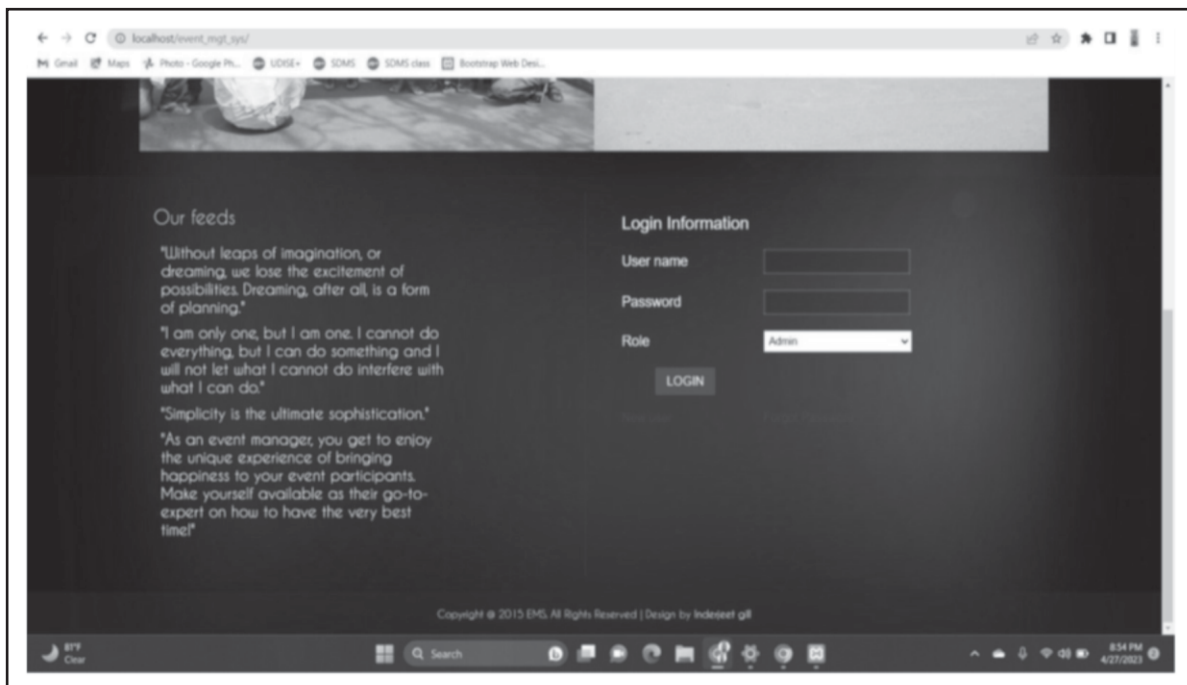 localhost/event_mgt_sys/
Gmail Maps Photo - Google Ph... UDISE+ SDMS SDMS class Bootstrap Web Desi...
Our feeds
"Without leaps of imagination, or
dreaming, we lose the excitement of
possibilities. Dreaming, after all, is a form
of planning."
"I am only one, but I am one. I cannot do
everything, but I can do something and I
will not let what I cannot do interfere with
what I can do."
"Simplicity is the ultimate sophistication."
"As an event manager, you get to enjoy
the unique experience of bringing
happiness to your event participants.
Make yourself available as their go-to-
expert on how to have the very best
time!"
Login Information
User name
Password
Role Admin
LOGIN
Copyright @ 2015 EMS. All Rights Reserved | Design by Inderjeet gill
81°F
Clear
Search
8:54 PM
4/27/2023